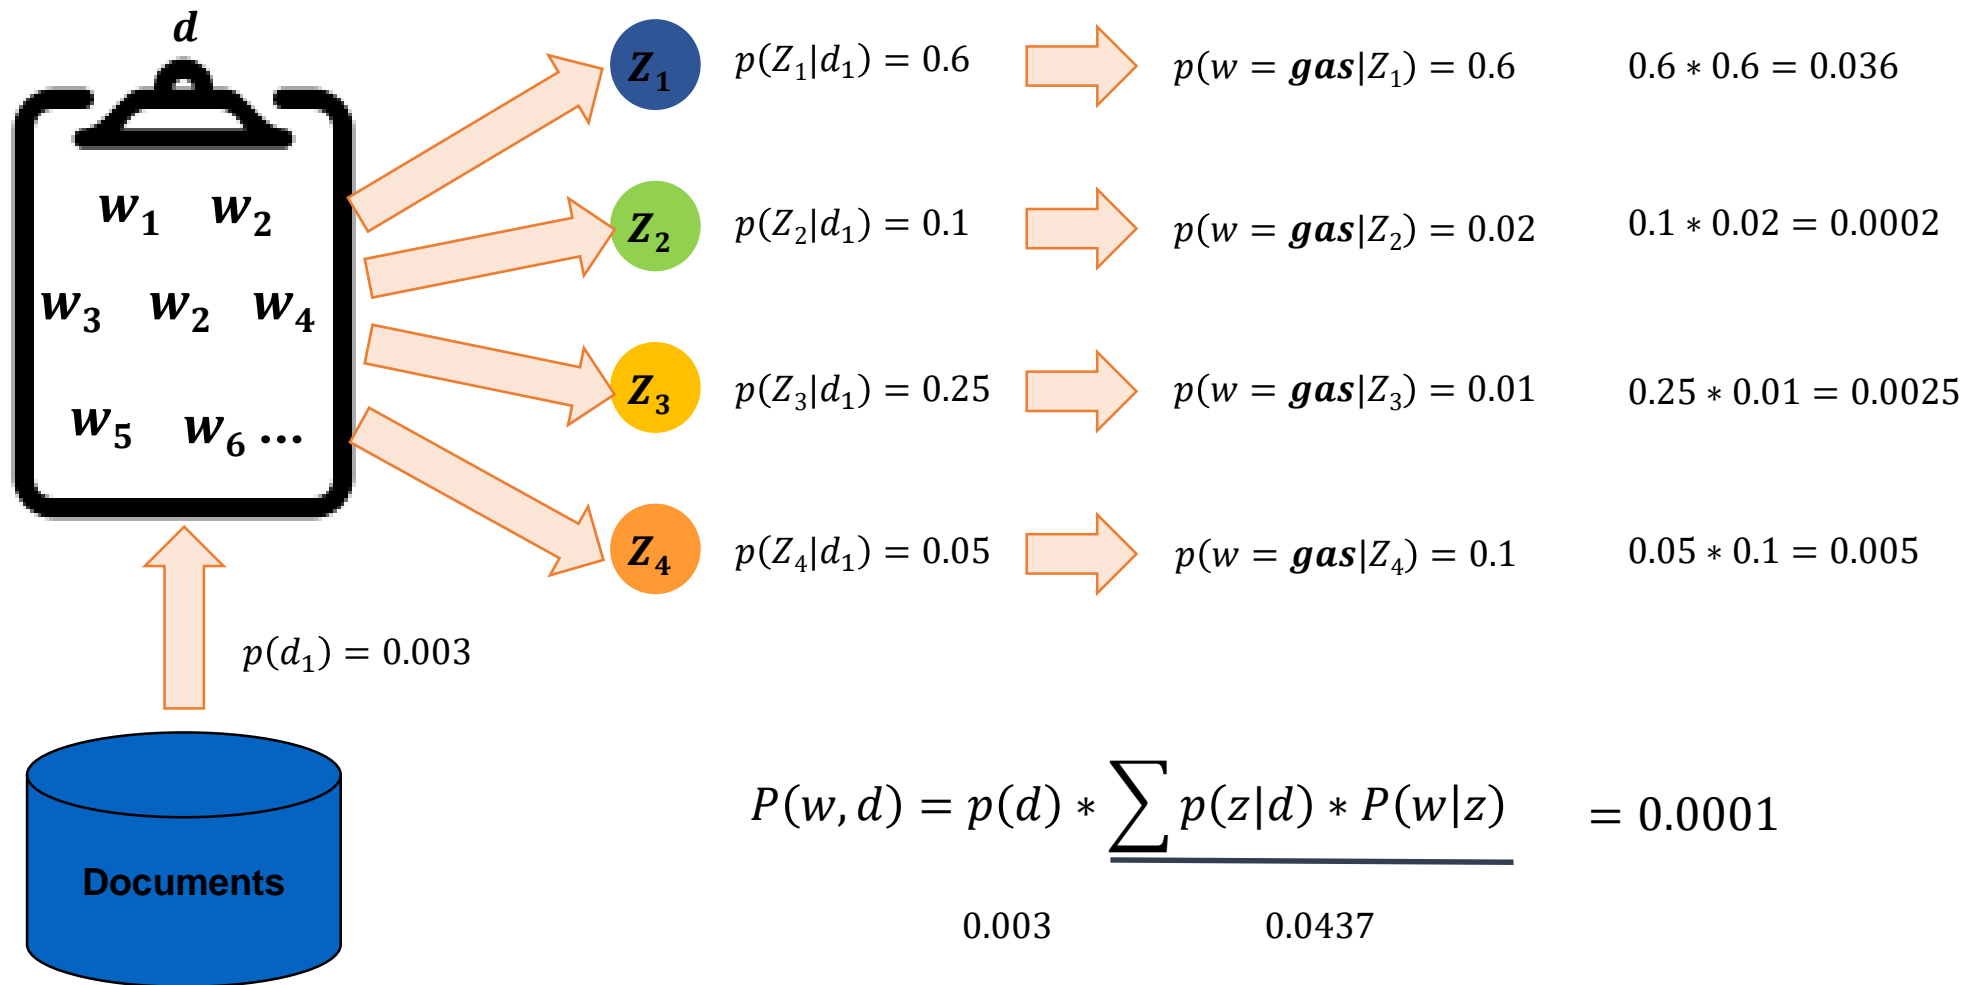 d
w₁ w₂
w₃ w₂ w₄
w₅ w₆ ...
Z₁ p(Z₁|d₁) = 0.6 p(w = gas|Z₁) = 0.6 0.6 * 0.6 = 0.036
Z₂ p(Z₂|d₁) = 0.1 p(w = gas|Z₂) = 0.02 0.1 * 0.02 = 0.0002
Z₃ p(Z₃|d₁) = 0.25 p(w = gas|Z₃) = 0.01 0.25 * 0.01 = 0.0025
Z₄ p(Z₄|d₁) = 0.05 p(w = gas|Z₄) = 0.1 0.05 * 0.1 = 0.005
p(d₁) = 0.003
Documents
P(w, d) = p(d) * ∑ p(z|d) * P(w|z) = 0.0001
0.003 0.0437